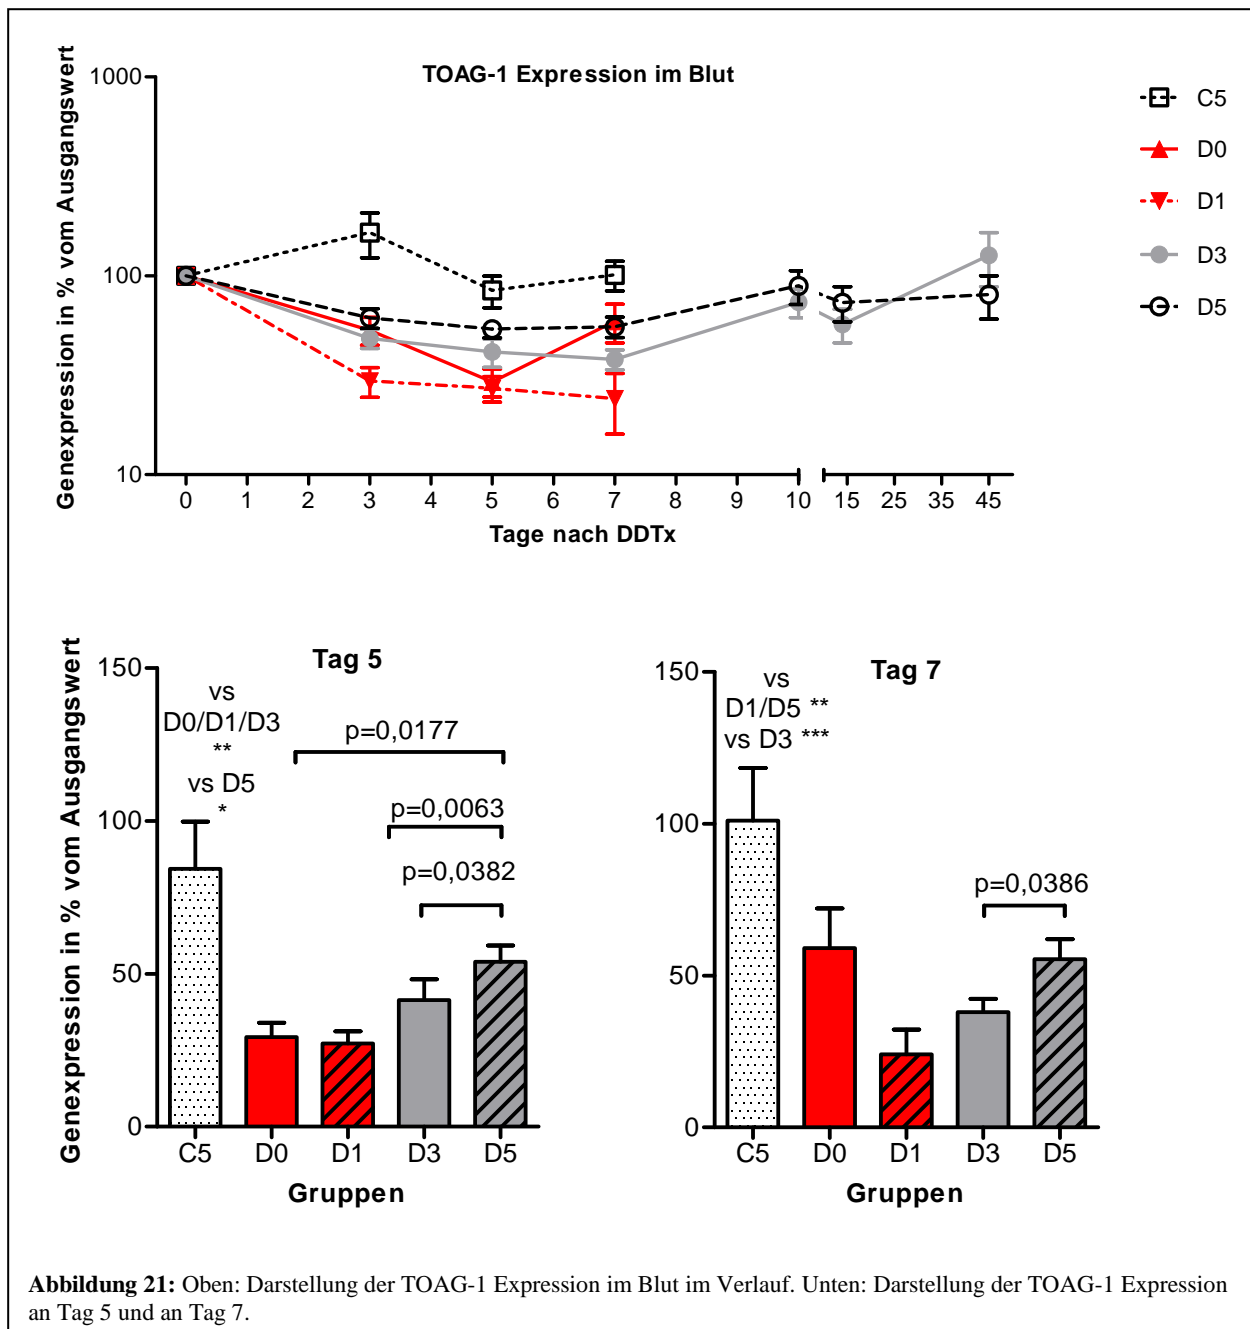 TOAG-1 Expression im Blut
Genexpression in % vom Ausgangswert
1000
100
10
0 1 2 3 4 5 6 7 8 9 10 15 25 35 45
Tage nach DDTx
C5
D0
D1
D3
D5
Genexpression in % vom Ausgangswert
Tag 5
150
100
50
0
vs
D0/D1/D3
**
vs D5
*
p=0,0177
p=0,0063
p=0,0382
C5 D0 D1 D3 D5
Gruppen
Tag 7
150
100
50
0
vs
D1/D5 **
vs D3 ***
p=0,0386
C5 D0 D1 D3 D5
Gruppen
Abbildung 21: Oben: Darstellung der TOAG-1 Expression im Blut im Verlauf. Unten: Darstellung der TOAG-1 Expression
an Tag 5 und an Tag 7.